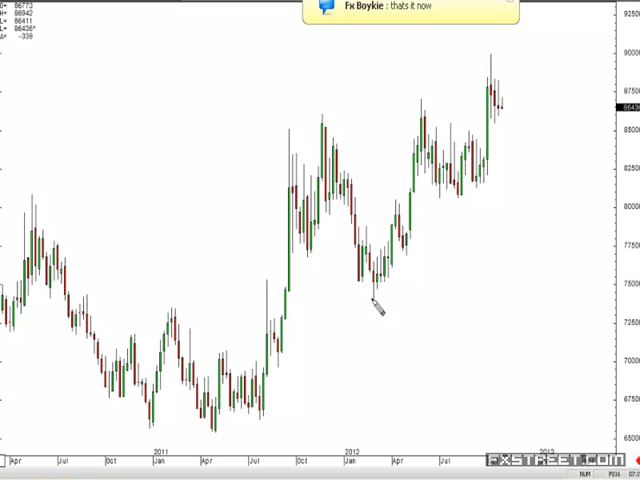 O= 86773
H= 86942
L= 86411
L= 86436*
Δ= -338
Fx Boykie : thats it now
92500
90000
87500
86436
85000
82500
80000
77500
75000
72500
70000
67500
65000
2011 2012 2013
Apr Jul Oct Jan Apr Jul Oct Jan Apr Jul
FXSTREET.COM
NUM